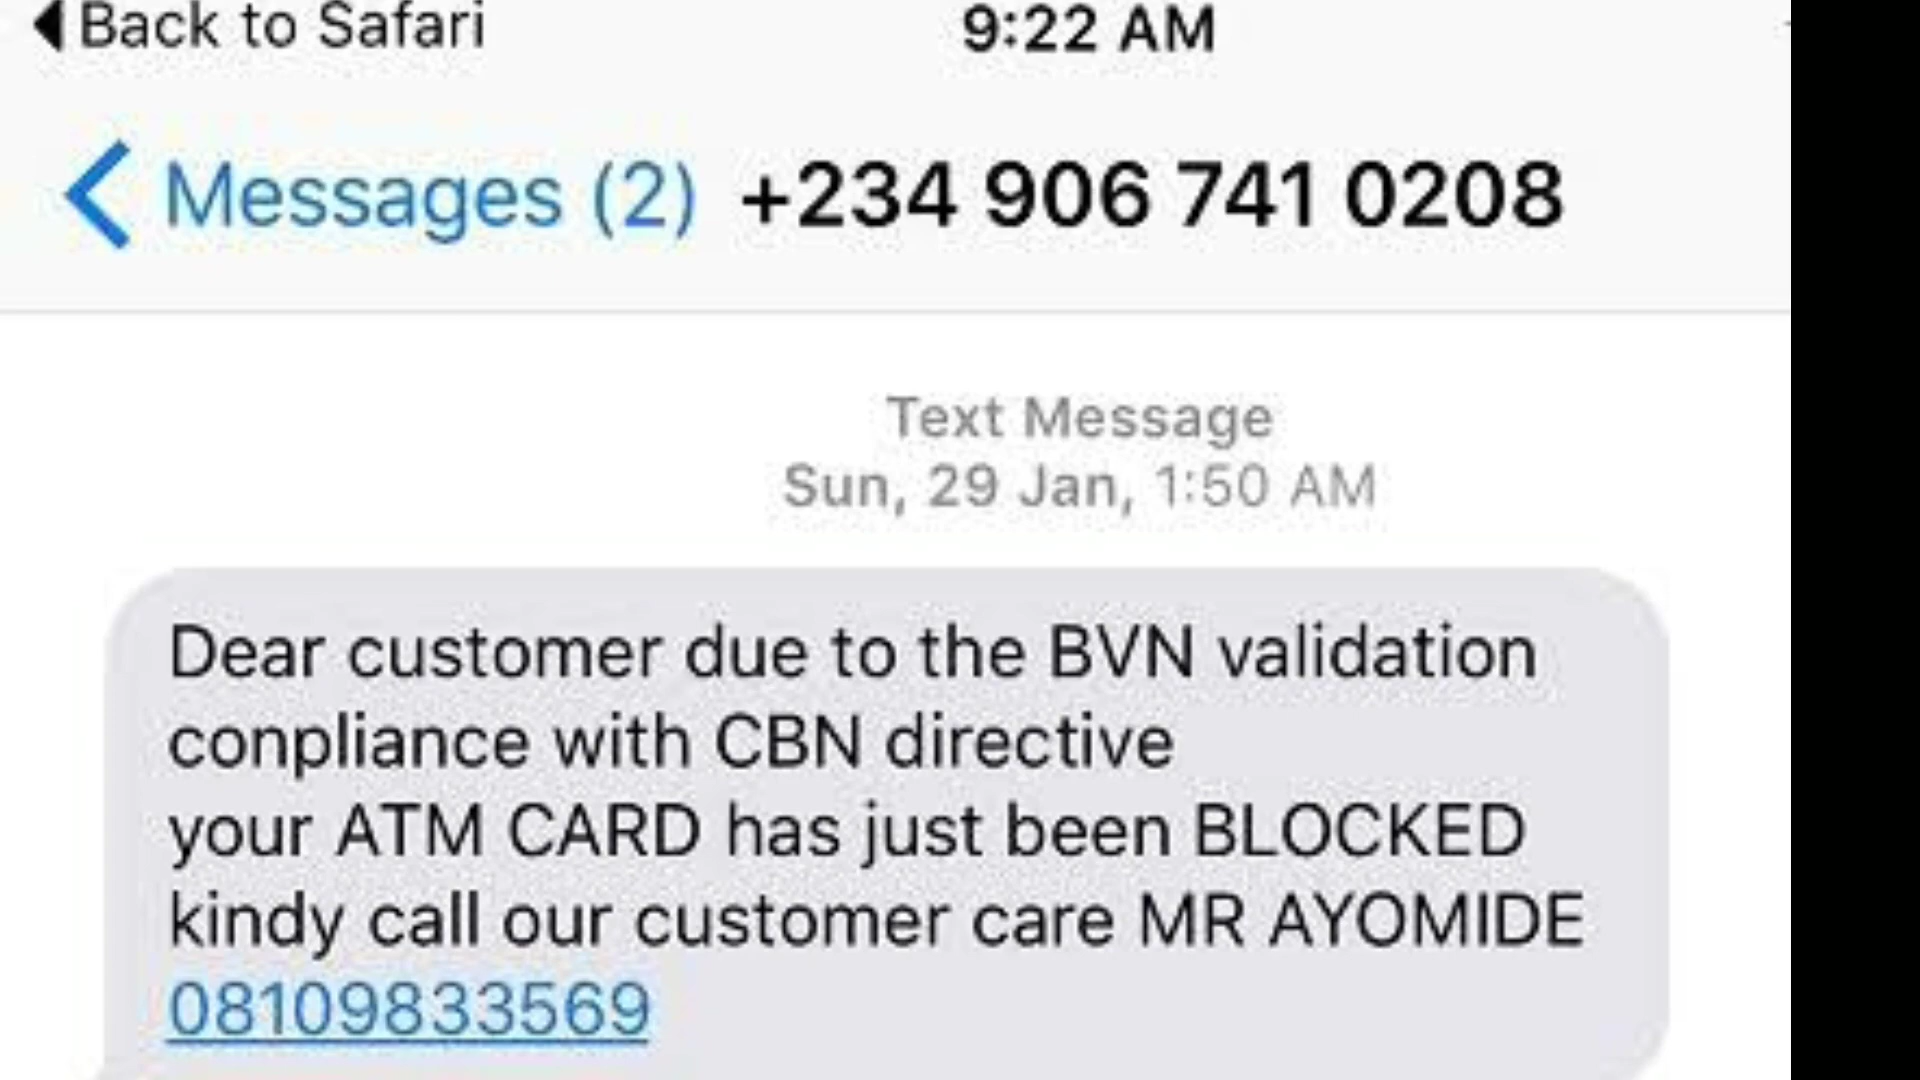 Back to Safari
9:22 AM
Messages (2)
+234 906 741 0208
Text Message
Sun, 29 Jan, 1:50 AM
Dear customer due to the BVN validation
conpliance with CBN directive
your ATM CARD has just been BLOCKED
kindy call our customer care MR AYOMIDE
08109833569